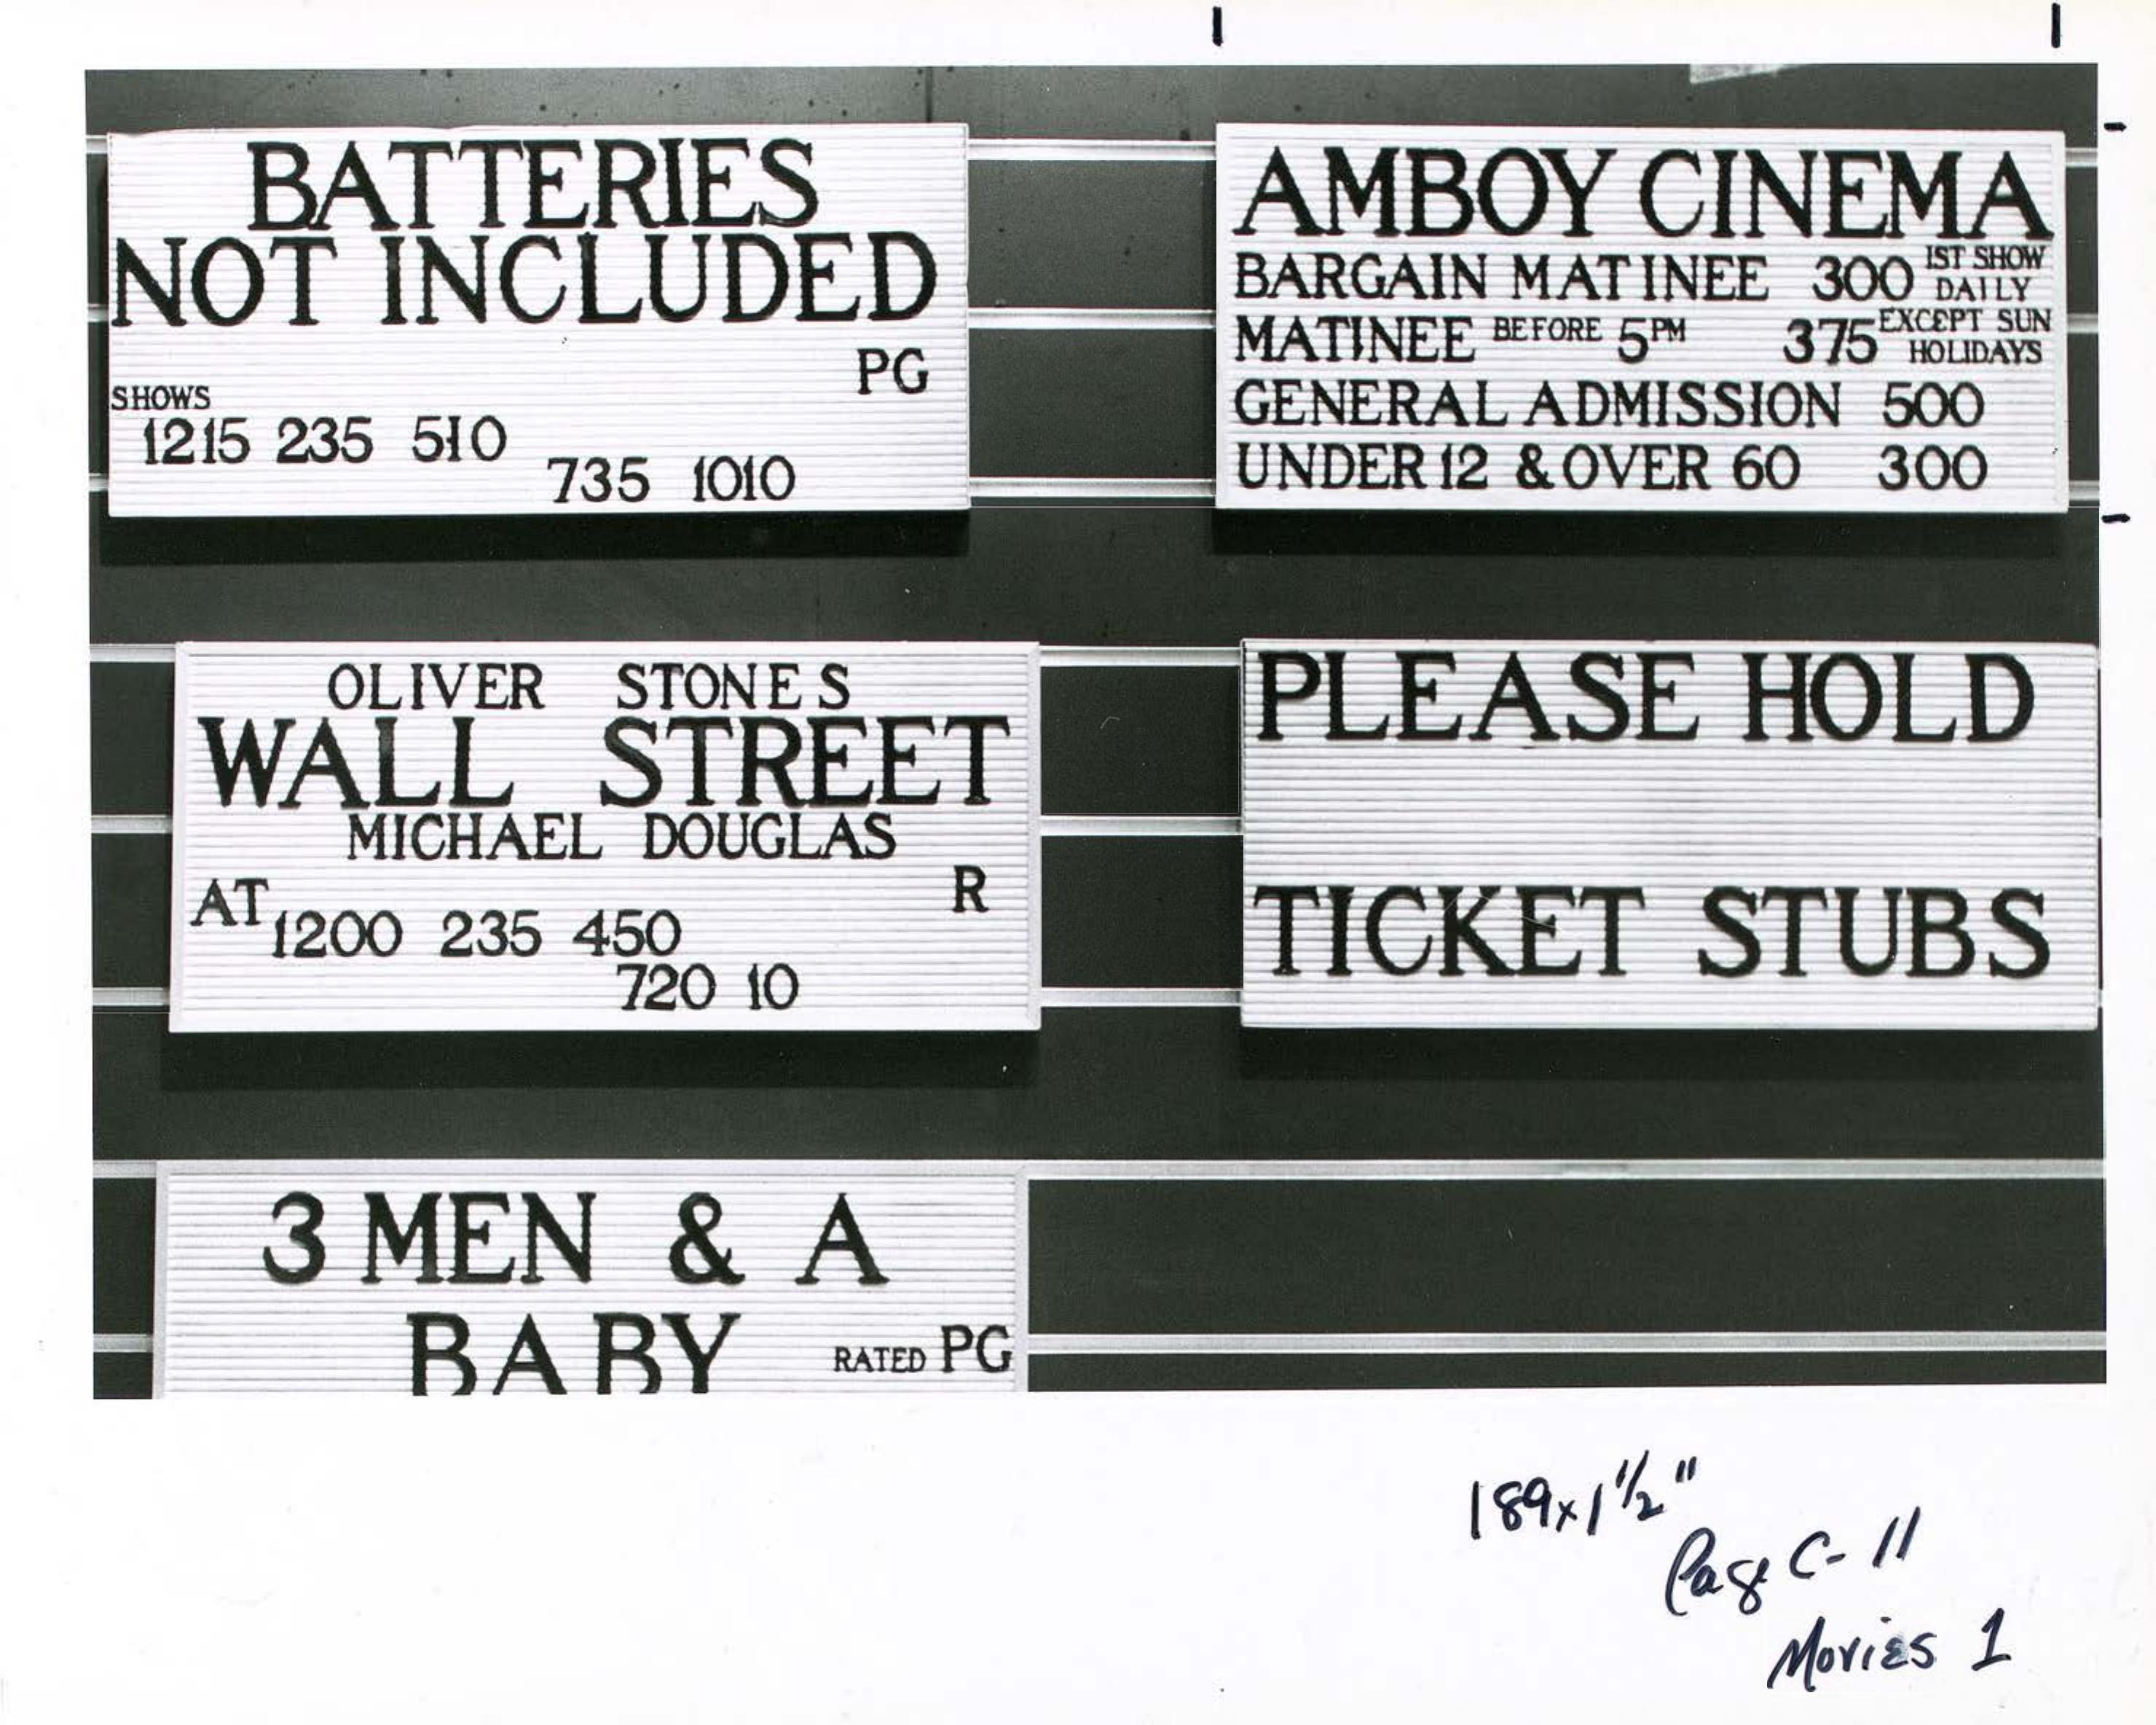 BATTERIES
NOT INCLUDED
PG
SHOWS
1215 235 510
735 1010
AMBOY CINEMA
BARGAIN MATINEE 300 1ST SHOW
DAILY
MATINEE BEFORE 5PM 375 EXCEPT SUN
HOLIDAYS
GENERAL ADMISSION 500
UNDER 12 & OVER 60 300
OLIVER STONES
WALL STREET
MICHAEL DOUGLAS
R
AT 1200 235 450
720 10
PLEASE HOLD
TICKET STUBS
3 MEN & A
BABY RATED PG
189x1 1/2"
Page C-11
Movies 1